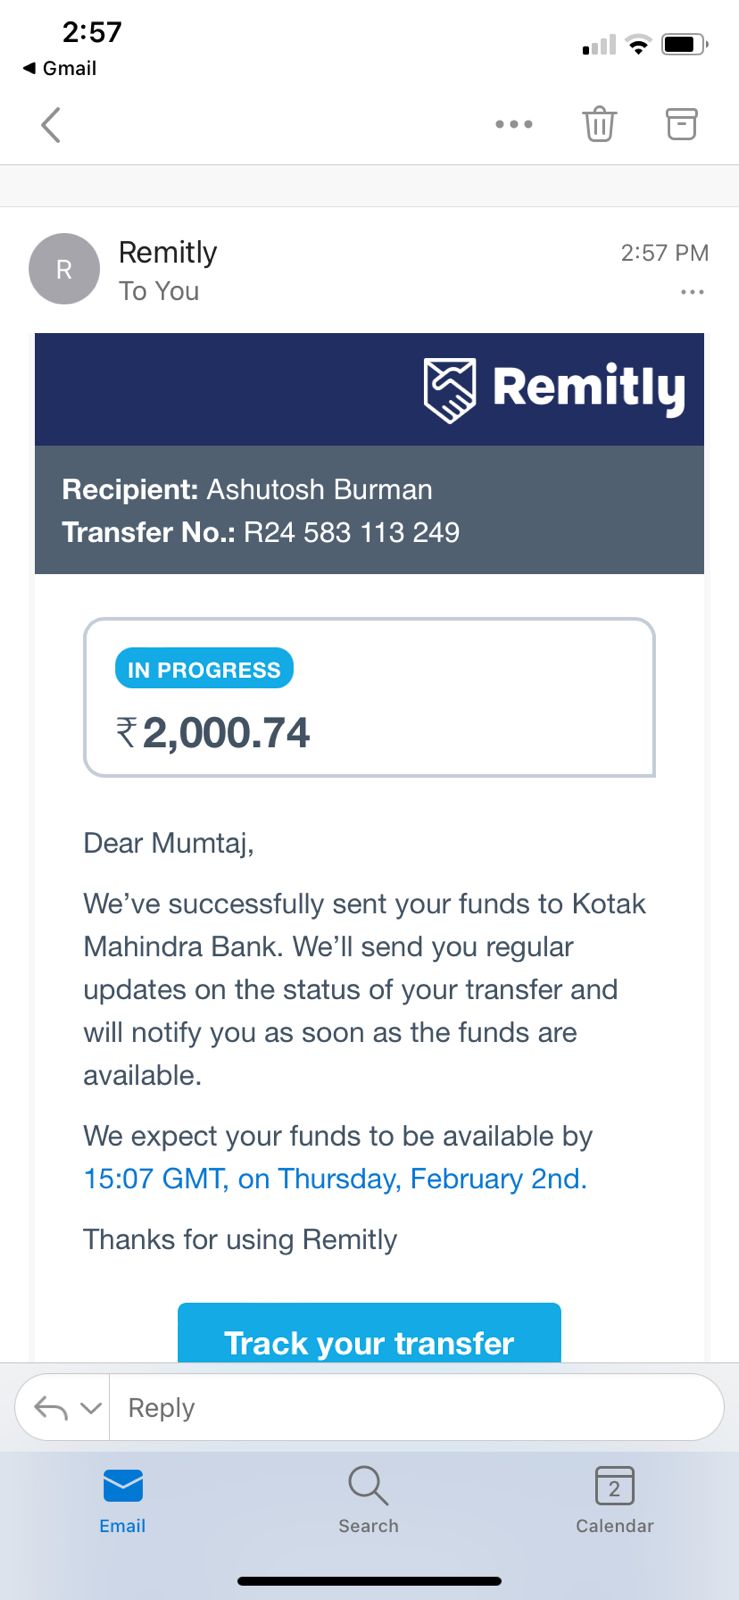 2:57
◀ Gmail
R
Remitly
2:57 PM
To You
Remitly
Recipient: Ashutosh Burman
Transfer No.: R24 583 113 249
IN PROGRESS
₹2,000.74
Dear Mumtaj,
We’ve successfully sent your funds to Kotak
Mahindra Bank. We’ll send you regular
updates on the status of your transfer and
will notify you as soon as the funds are
available.
We expect your funds to be available by
15:07 GMT, on Thursday, February 2nd.
Thanks for using Remitly
Track your transfer
Reply
2
Email
Search
Calendar